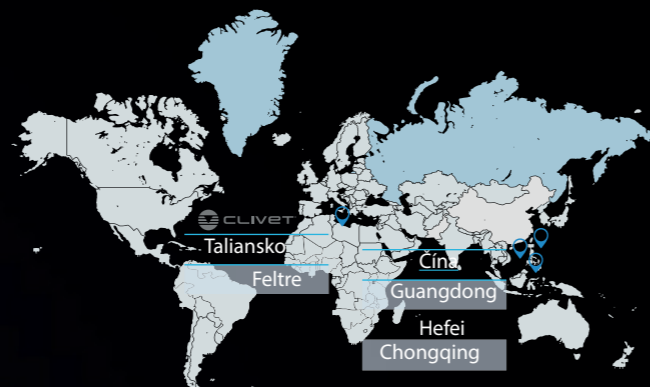 CLIVET
Taliansko
Feltre
Čína
Guangdong
Hefei
Chongqing